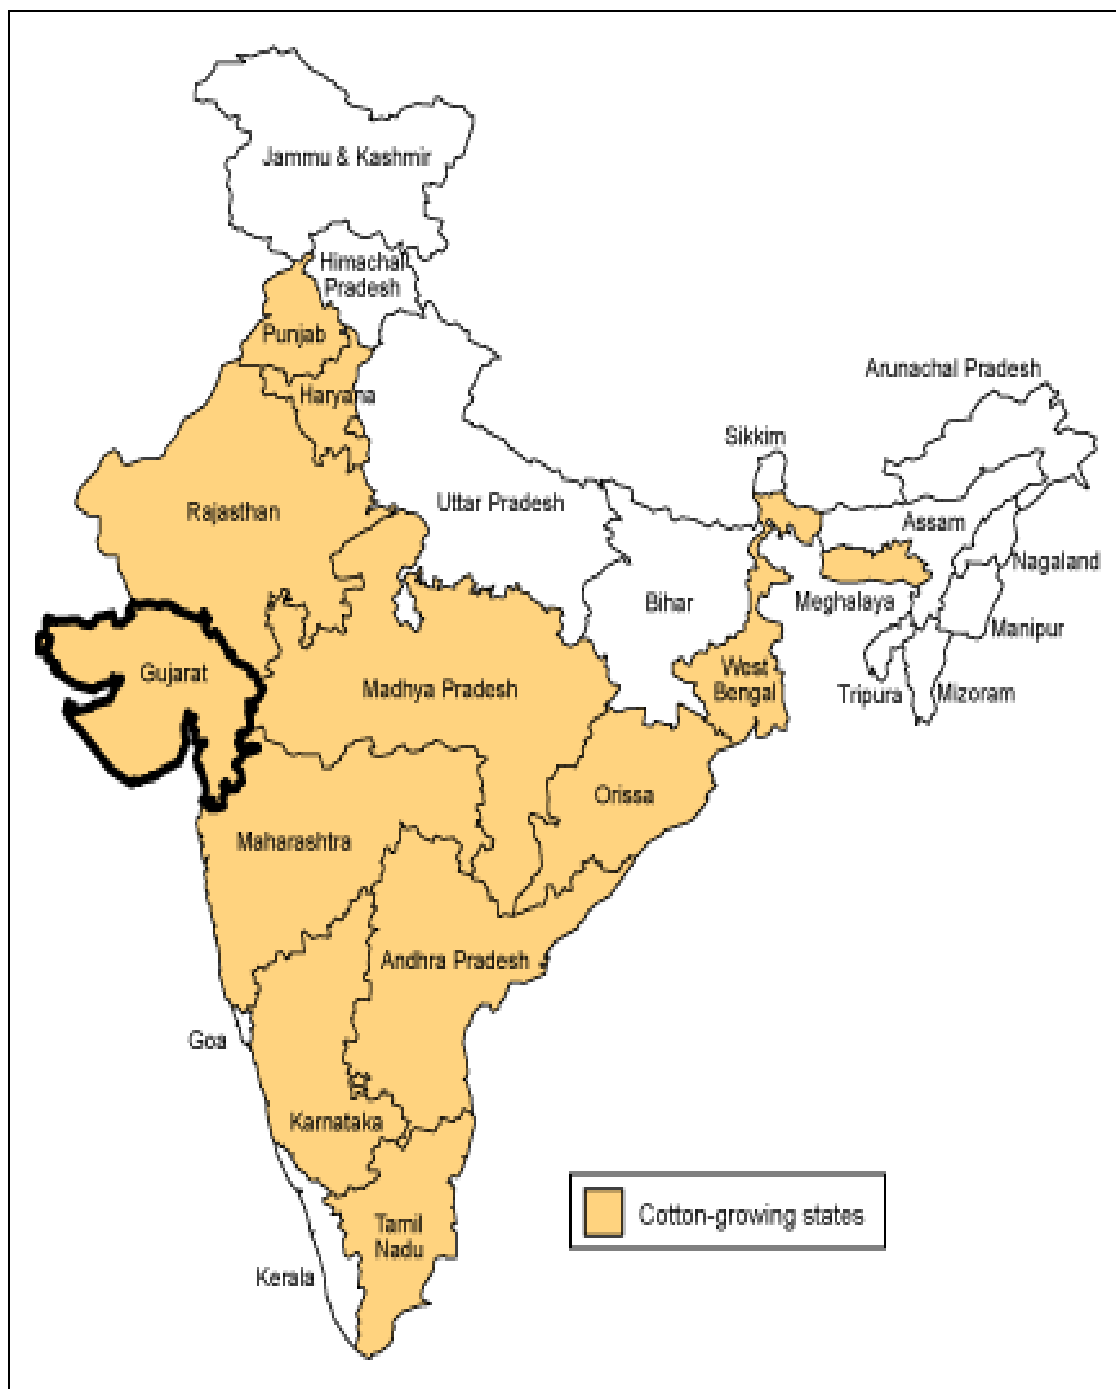 Jammu & Kashmir
Himachal
Pradesh
Punjab
Haryana
Arunachal Pradesh
Sikkim
Rajasthan
Uttar Pradesh
Assam
Nagaland
Bihar
Meghalaya
Manipur
Gujarat
Madhya Pradesh
West
Bengal
Tripura
Mizoram
Orissa
Maharashtra
Andhra Pradesh
Goa
Karnataka
Cotton-growing states
Tamil
Nadu
Kerala